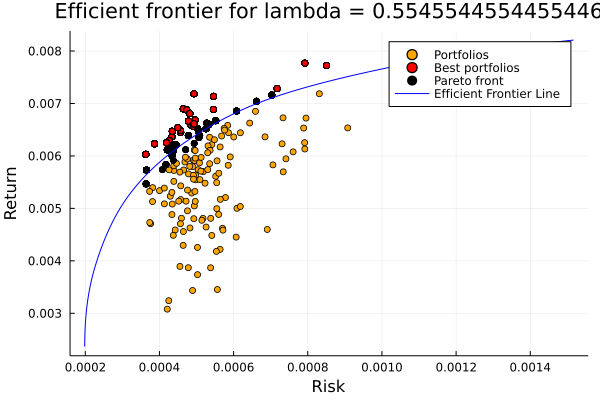 Efficient frontier for lambda = 0.5545544554455446
0.008
0.007
0.006
0.005
0.004
0.003
Return
Portfolios
Best portfolios
Pareto front
Efficient Frontier Line
0.0002 0.0004 0.0006 0.0008 0.0010 0.0012 0.0014
Risk